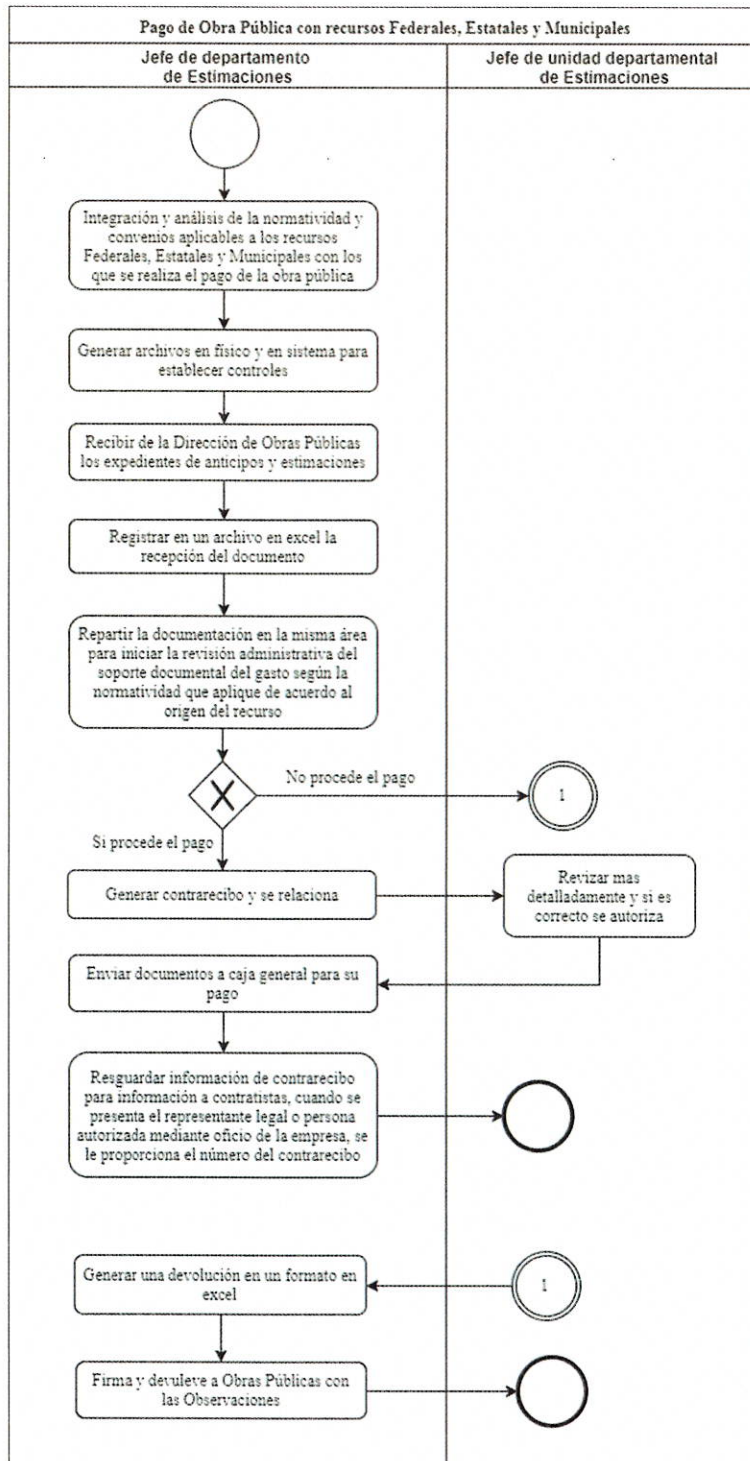 Pago de Obra Pública con recursos Federales, Estatales y Municipales
Jefe de departamento
de Estimaciones
Jefe de unidad departamental
de Estimaciones
Integración y análisis de la normatividad y
convenios aplicables a los recursos
Federales, Estatales y Municipales con los
que se realiza el pago de la obra pública
Generar archivos en físico y en sistema para
establecer controles
Recibir de la Dirección de Obras Públicas
los expedientes de anticipos y estimaciones
Registrar en un archivo en excel la
recepción del documento
Repartir la documentación en la misma área
para iniciar la revisión administrativa del
soporte documental del gasto según la
normatividad que aplique de acuerdo al
origen del recurso
No procede el pago
1
Si procede el pago
Generar contrarecibo y se relaciona
Revizar mas
detalladamente y si es
correcto se autoriza
Enviar documentos a caja general para su
pago
Resguardar información de contrarecibo
para información a contratistas, cuando se
presenta el representante legal o persona
autorizada mediante oficio de la empresa, se
le proporciona el número del contrarecibo
Generar una devolución en un formato en
excel
1
Firma y devuleve a Obras Públicas con
las Observaciones